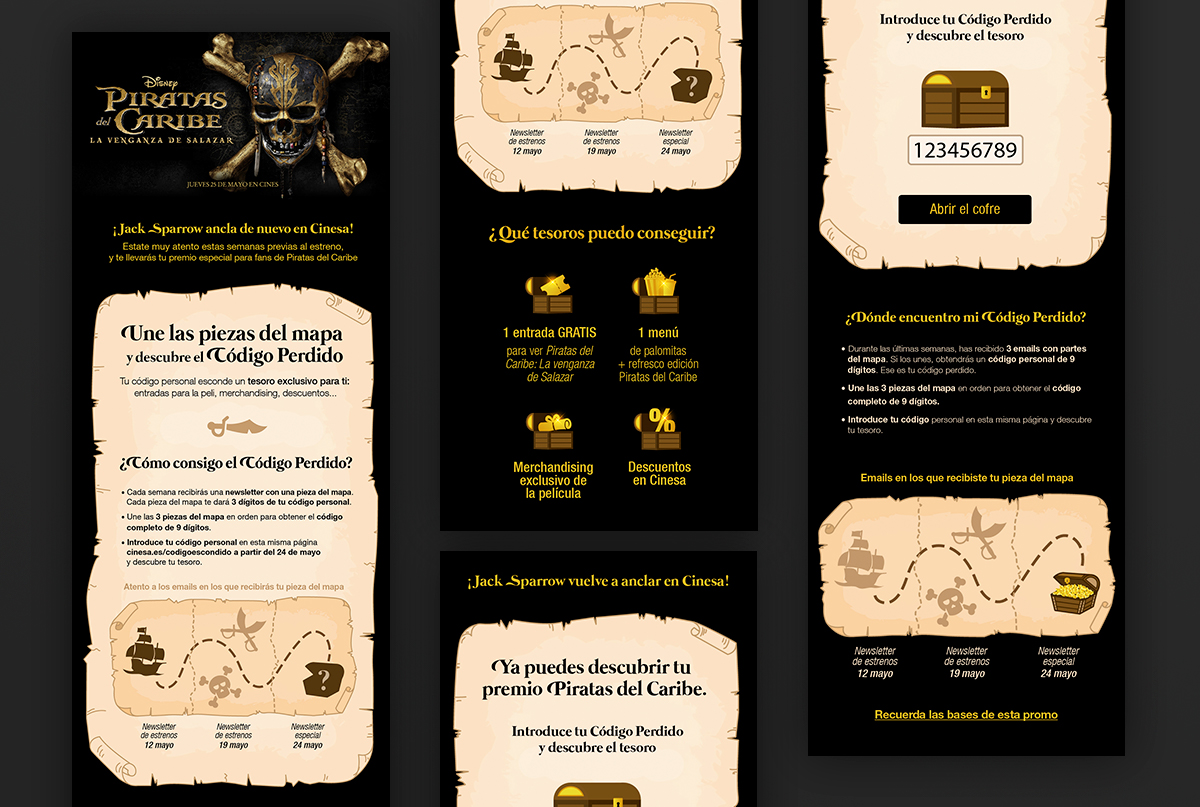 Disney
PIRATAS
del CARIBE
LA VENGANZA DE SALAZAR
JUEVES 25 DE MAYO EN CINES
¡Jack Sparrow ancla de nuevo en Cinesa!
Estate muy atento estas semanas previas al estreno,
y te llevarás tu premio especial para fans de Piratas del Caribe
Une las piezas del mapa
y descubre el Código Perdido
Tu código personal esconde un tesoro exclusivo para ti:
entradas para la peli, merchandising, descuentos...
¿Cómo consigo el Código Perdido?
• Cada semana recibirás una newsletter con una pieza del mapa.
Cada pieza del mapa te dará 3 dígitos de tu código personal.
• Une las 3 piezas del mapa en orden para obtener el código
completo de 9 dígitos.
• Introduce tu código personal en esta misma página
cinesa.es/codigoescondido a partir del 24 de mayo
y descubre tu tesoro.
Atento a los emails en los que recibirás tu pieza del mapa
?
Newsletter
de estrenos
12 mayo
Newsletter
de estrenos
19 mayo
Newsletter
especial
24 mayo
?
Newsletter
de estrenos
12 mayo
Newsletter
de estrenos
19 mayo
Newsletter
especial
24 mayo
¿Qué tesoros puedo conseguir?
1 entrada GRATIS
para ver Piratas del
Caribe: La venganza
de Salazar
1 menú
de palomitas
+ refresco edición
Piratas del Caribe
Merchandising
exclusivo de
la película
%
Descuentos
en Cinesa
¡Jack Sparrow vuelve a anclar en Cinesa!
Ya puedes descubrir tu
premio Piratas del Caribe.
Introduce tu Código Perdido
y descubre el tesoro
Introduce tu Código Perdido
y descubre el tesoro
123456789
Abrir el cofre
¿Dónde encuentro mi Código Perdido?
• Durante las últimas semanas, has recibido 3 emails con partes
del mapa. Si los unes, obtendrás un código personal de 9
dígitos. Ese es tu código perdido.
• Une las 3 piezas del mapa en orden para obtener el código
completo de 9 dígitos.
• Introduce tu código personal en esta misma página y descubre
tu tesoro.
Emails en los que recibiste tu pieza del mapa
Newsletter
de estrenos
12 mayo
Newsletter
de estrenos
19 mayo
Newsletter
especial
24 mayo
Recuerda las bases de esta promo